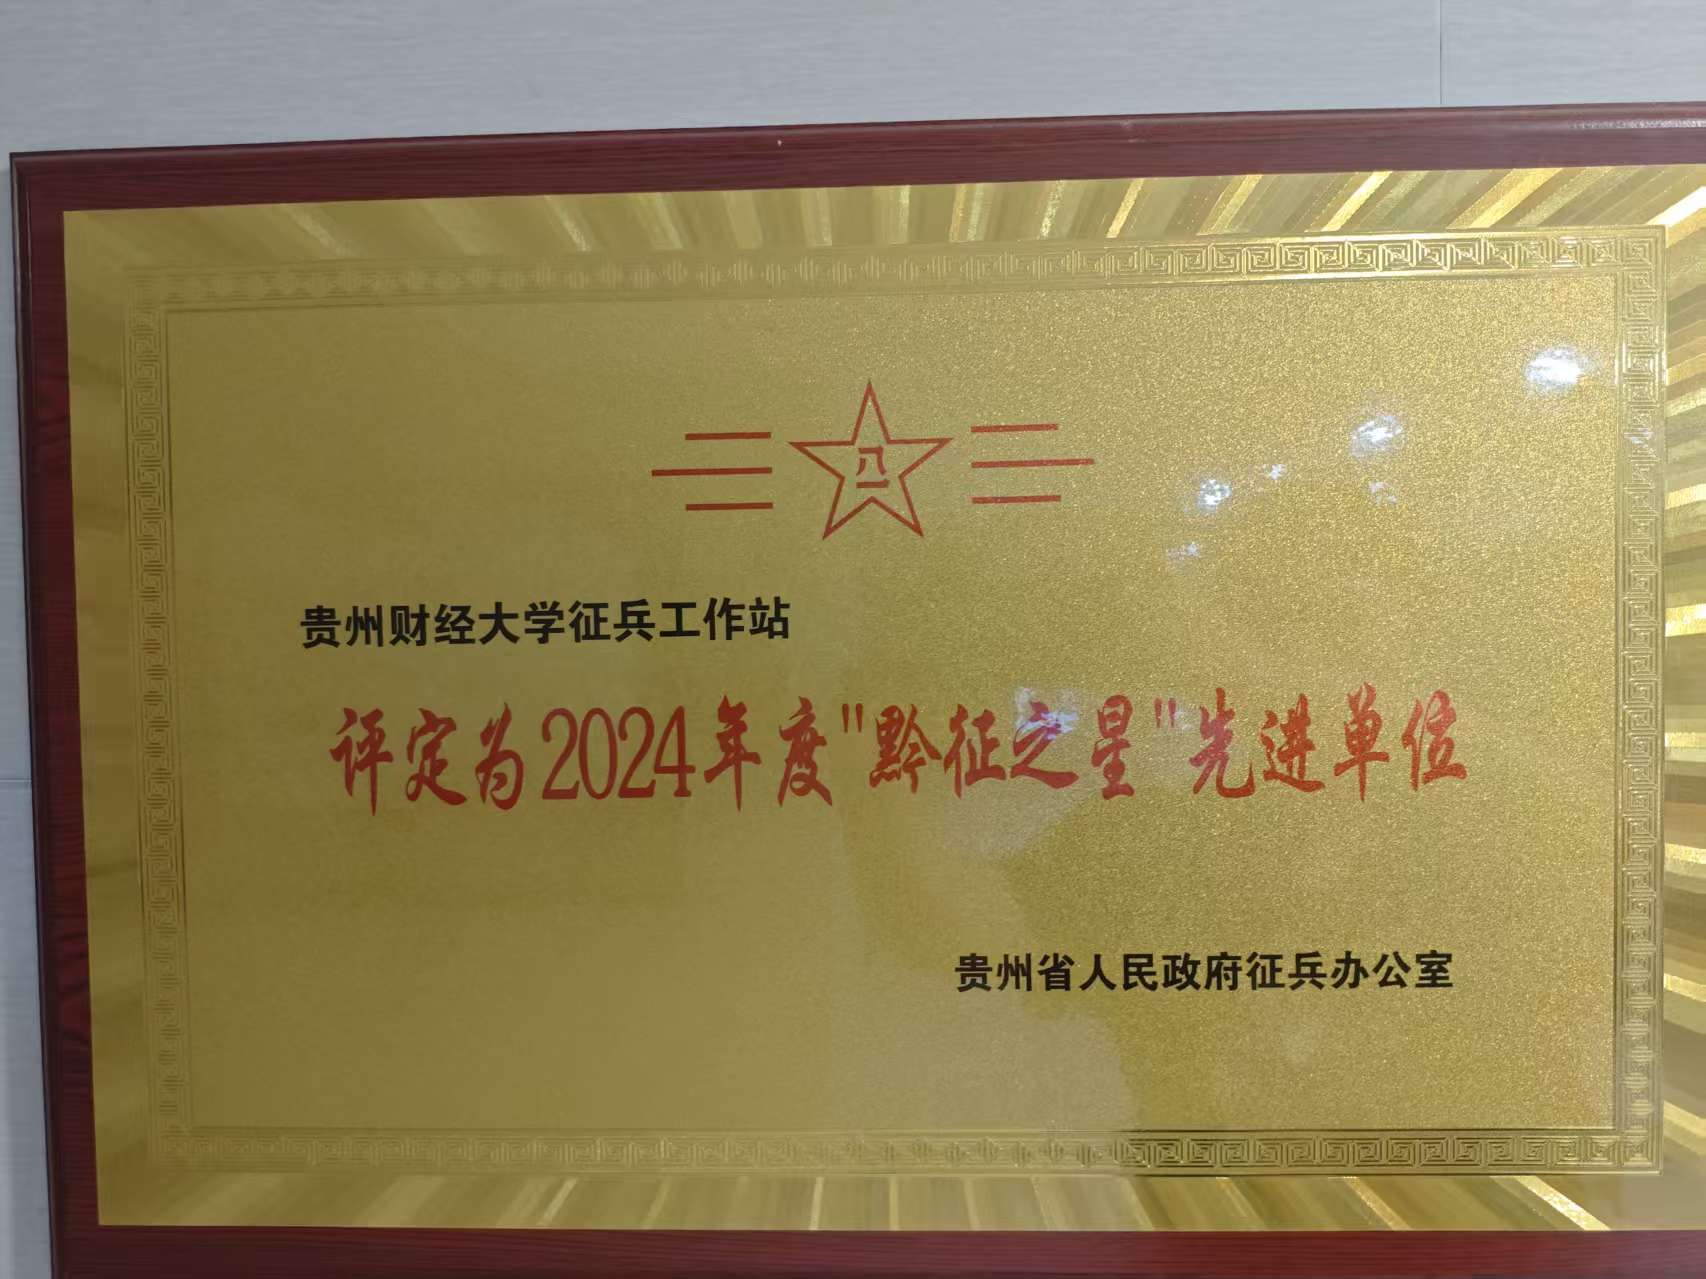 八一
贵州财经大学征兵工作站
评定为2024年度"黔征之星"先进单位
贵州省人民政府征兵办公室